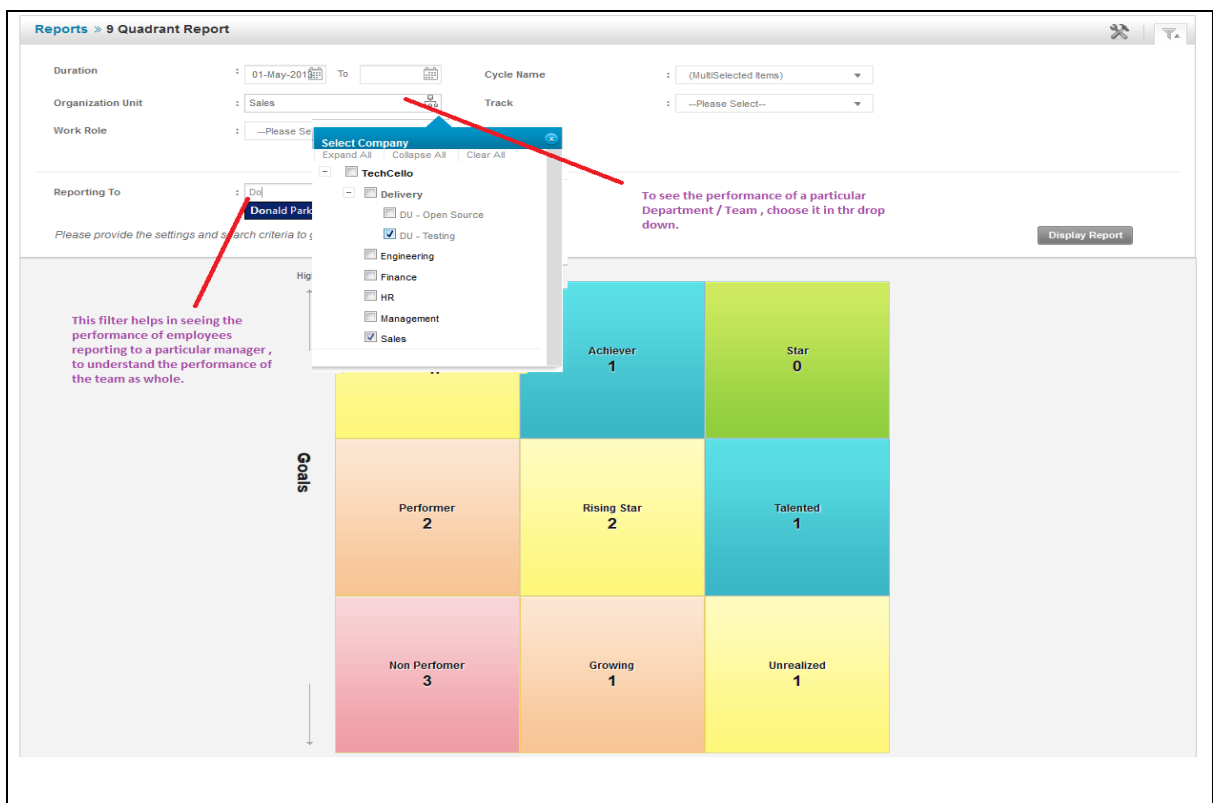 Reports » 9 Quadrant Report
Duration : 01-May-201 To Cycle Name : (MultiSelected Items)
Organization Unit : Sales Track : --Please Select--
Work Role : --Please Se
Select Company
Expand All Collapse All Clear All
TechCello
Delivery
DU - Open Source
DU - Testing
Engineering
Finance
HR
Management
Sales
Reporting To : Do
Donald Park
Please provide the settings and search criteria to g
To see the performance of a particular
Department / Team , choose it in thr drop
down.
Display Report
This filter helps in seeing the
performance of employees
reporting to a particular manager ,
to understand the performance of
the team as whole.
Hig
Goals
Achiever
1
Star
0
Performer
2
Rising Star
2
Talented
1
Non Perfomer
3
Growing
1
Unrealized
1